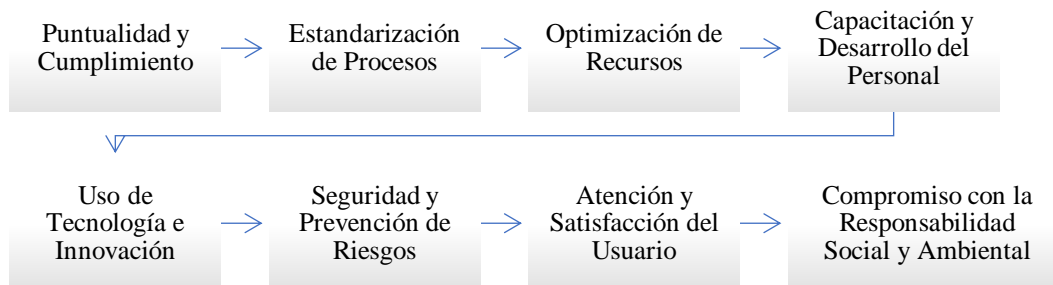 Puntualidad y
Cumplimiento
Estandarización
de Procesos
Optimización de
Recursos
Capacitación y
Desarrollo del
Personal
Uso de
Tecnología e
Innovación
Seguridad y
Prevención de
Riesgos
Atención y
Satisfacción del
Usuario
Compromiso con la
Responsabilidad
Social y Ambiental